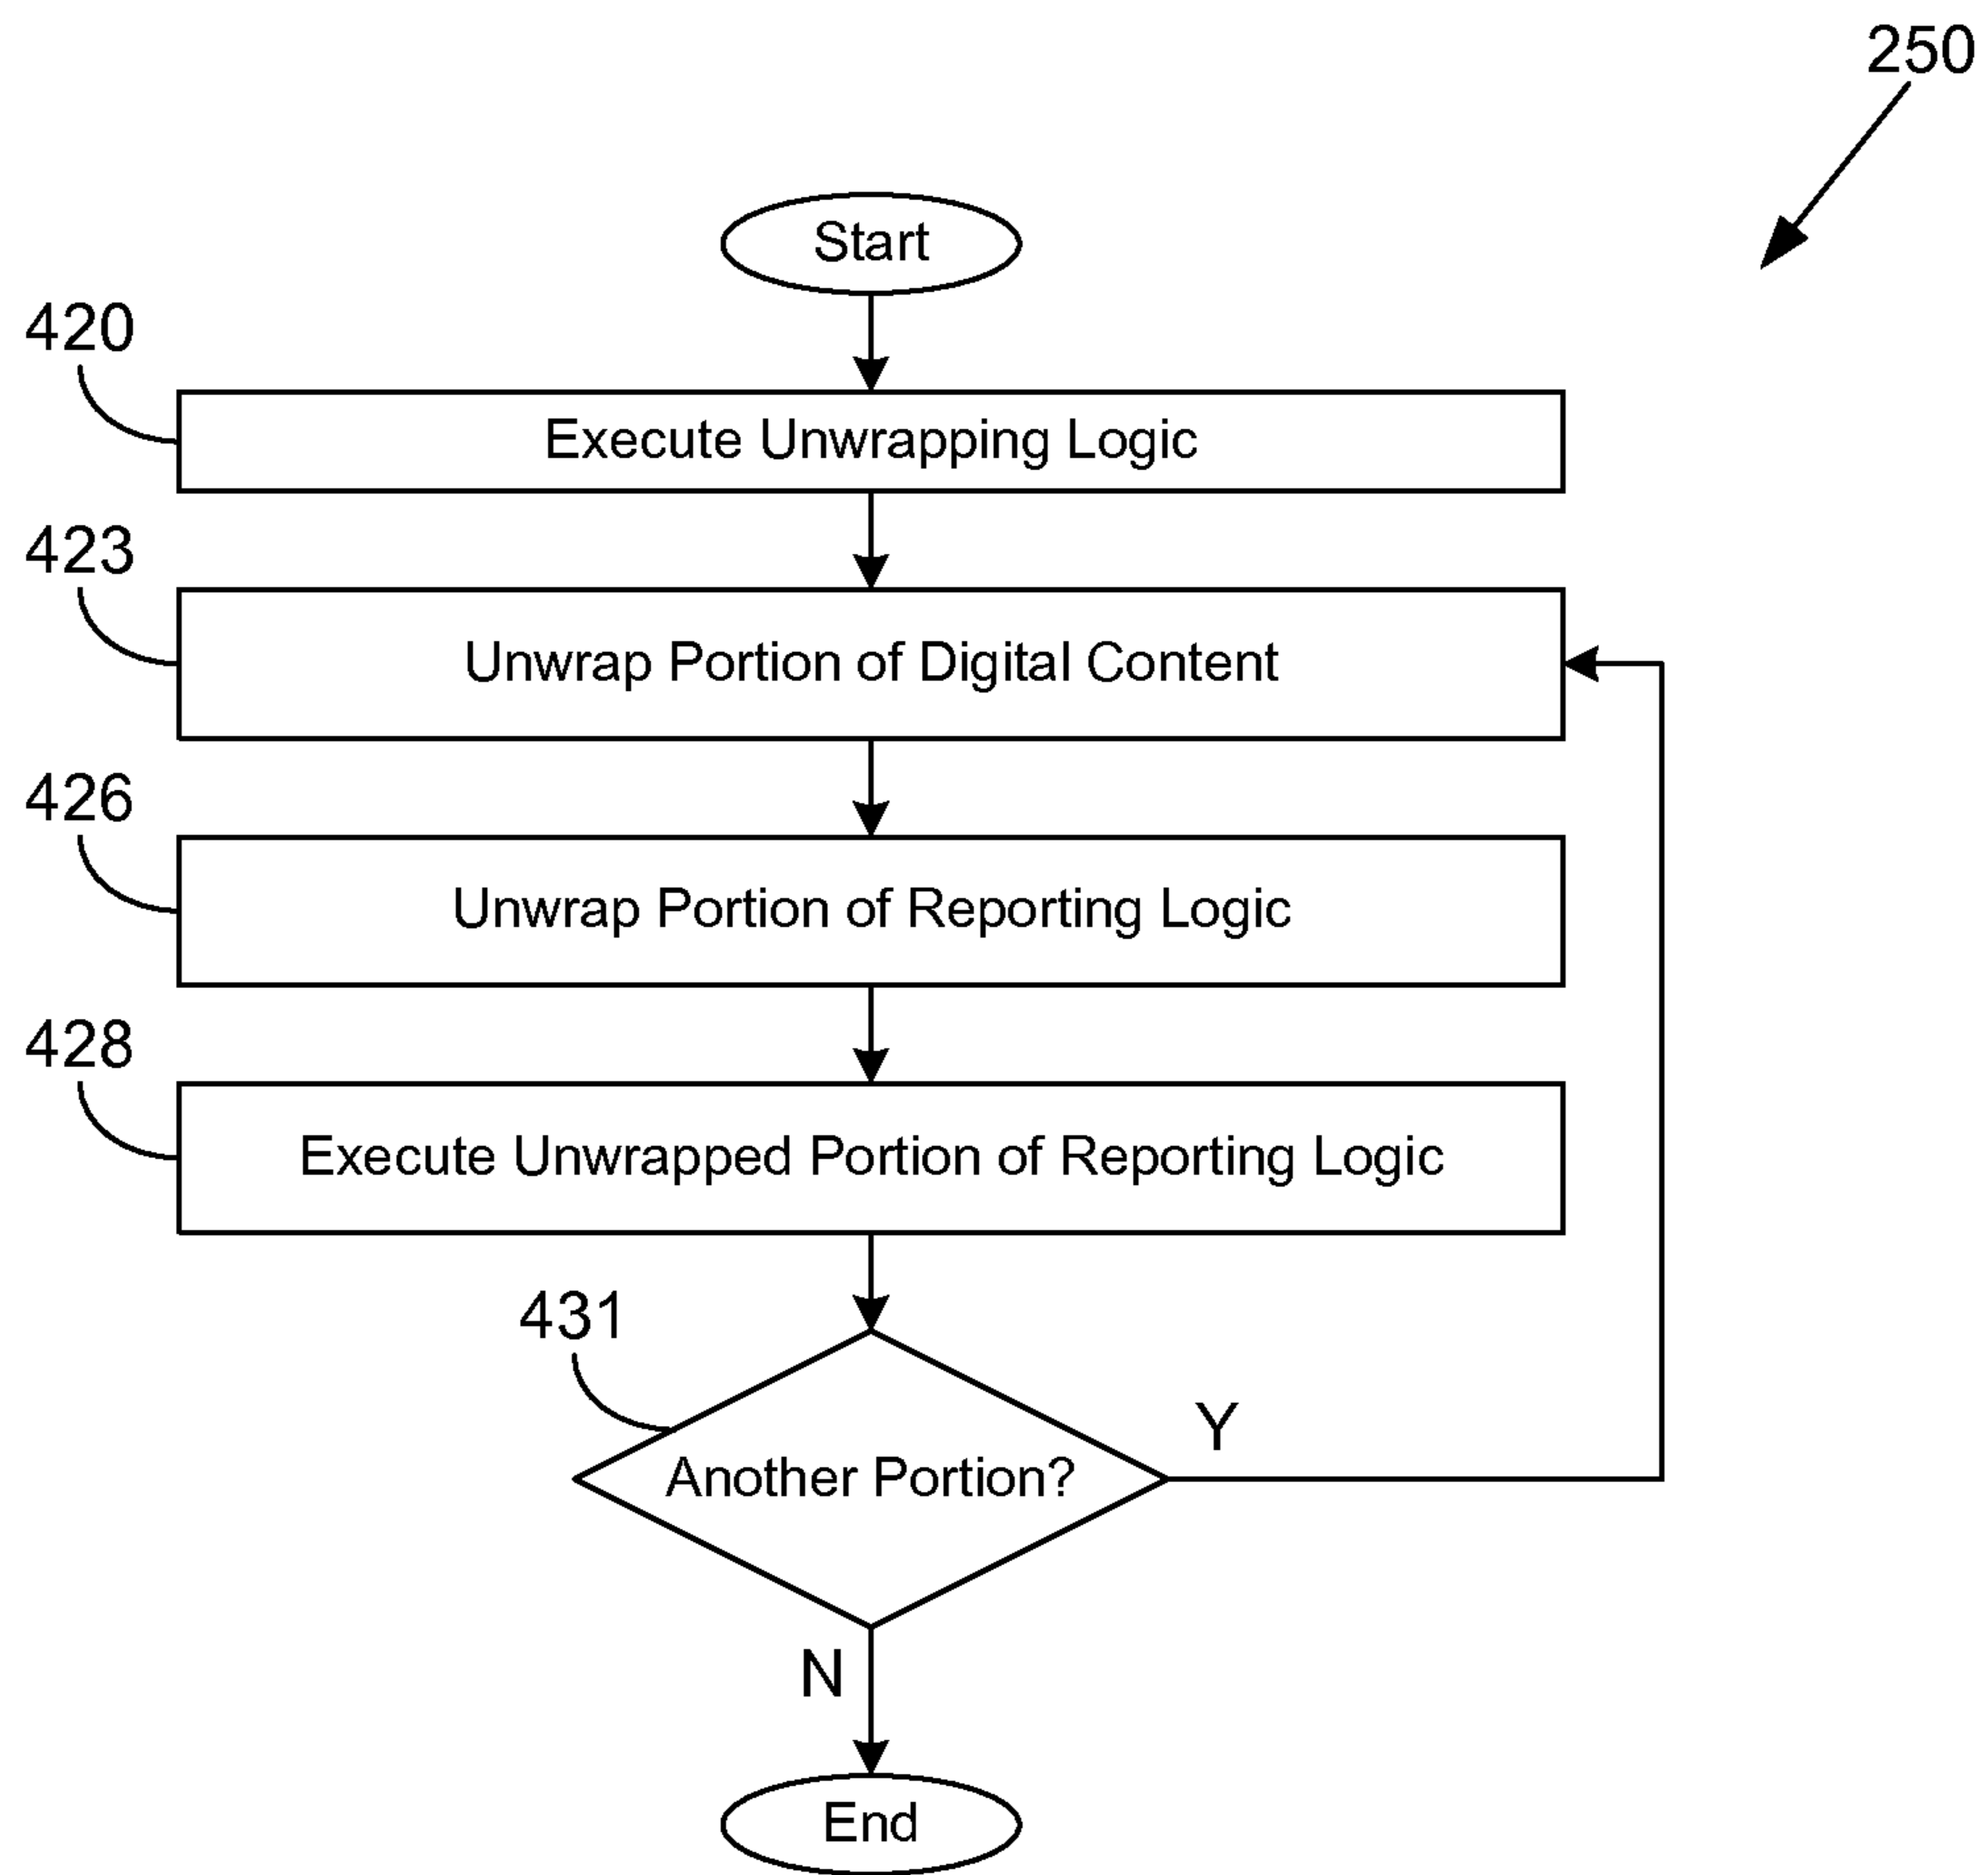 250
Start
420
Execute Unwrapping Logic
423
Unwrap Portion of Digital Content
426
Unwrap Portion of Reporting Logic
428
Execute Unwrapped Portion of Reporting Logic
431
Another Portion?
Y
N
End